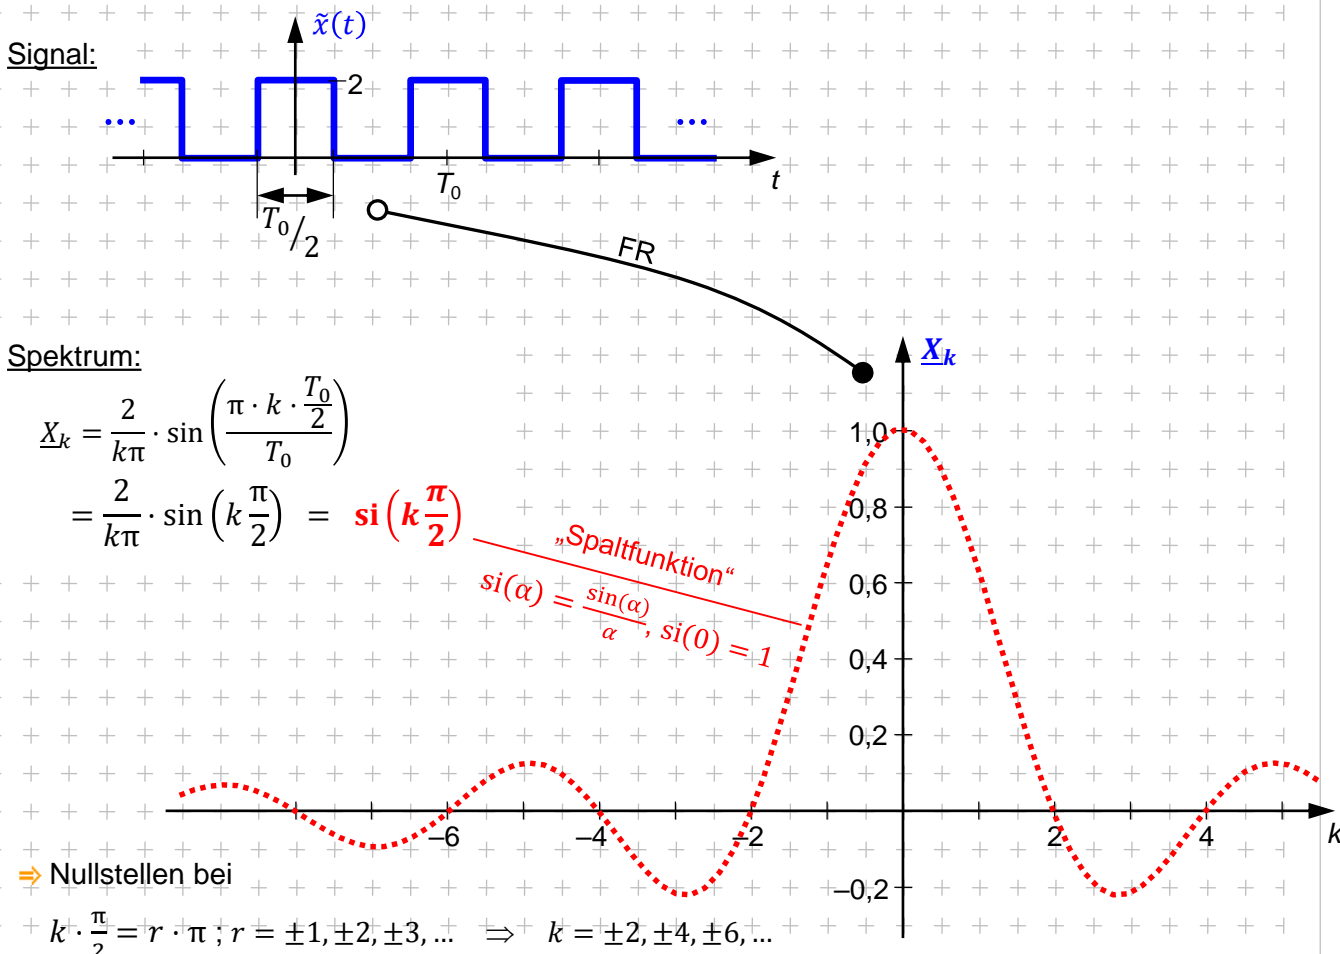 x̃(t)
Signal:
2
... ...
T₀ t
T₀/2
FR
Spektrum:
X̲ₖ
X̲ₖ = 2/(kπ) · sin((π · k · T₀/2)/T₀)
= 2/(kπ) · sin(k π/2) = si(k π/2)
„Spaltfunktion“
si(α) = sin(α)/α, si(0) = 1
1,0
0,8
0,6
0,4
0,2
–6 –4 –2 2 4 k
–0,2
⇒ Nullstellen bei
k · π/2 = r · π ; r = ±1, ±2, ±3, … ⇒ k = ±2, ±4, ±6, …